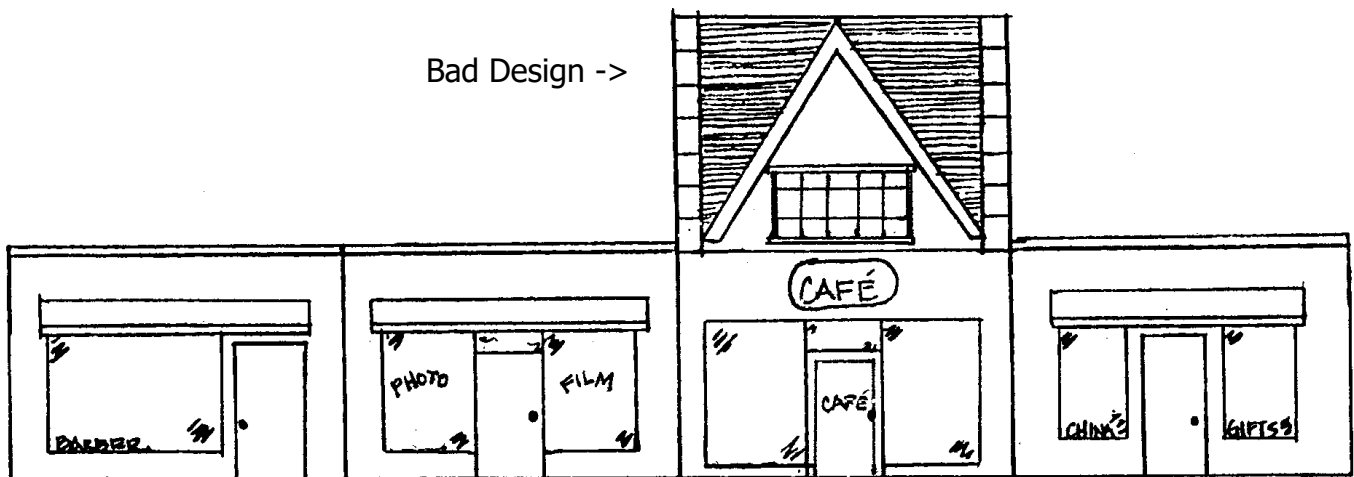 Bad Design ->
CAFÉ
PHOTO
FILM
CAFÉ
BARBER
CHINA
GIFTS